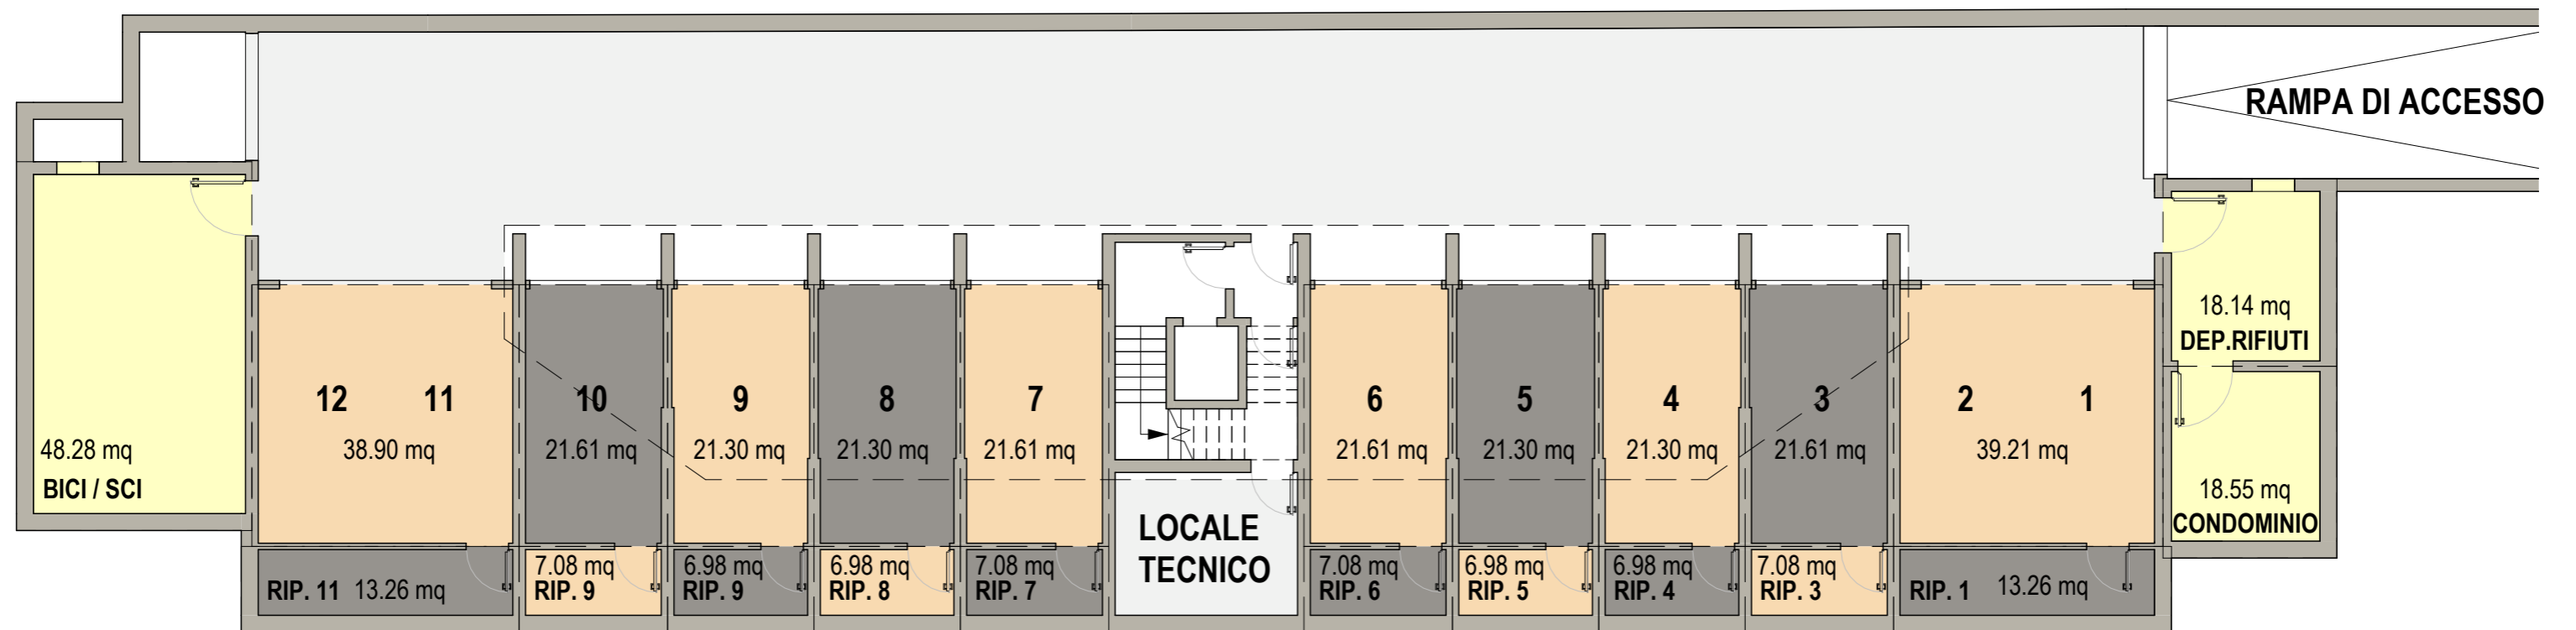 RAMPA DI ACCESSO
18.14 mq
DEP.RIFIUTI
12 11
38.90 mq
10
21.61 mq
9
21.30 mq
8
21.30 mq
7
21.61 mq
6
21.61 mq
5
21.30 mq
4
21.30 mq
3
21.61 mq
2 1
39.21 mq
48.28 mq
BICI / SCI
18.55 mq
CONDOMINIO
LOCALE
TECNICO
RIP. 11 13.26 mq
7.08 mq
RIP. 9
6.98 mq
RIP. 9
6.98 mq
RIP. 8
7.08 mq
RIP. 7
7.08 mq
RIP. 6
6.98 mq
RIP. 5
6.98 mq
RIP. 4
7.08 mq
RIP. 3
RIP. 1 13.26 mq